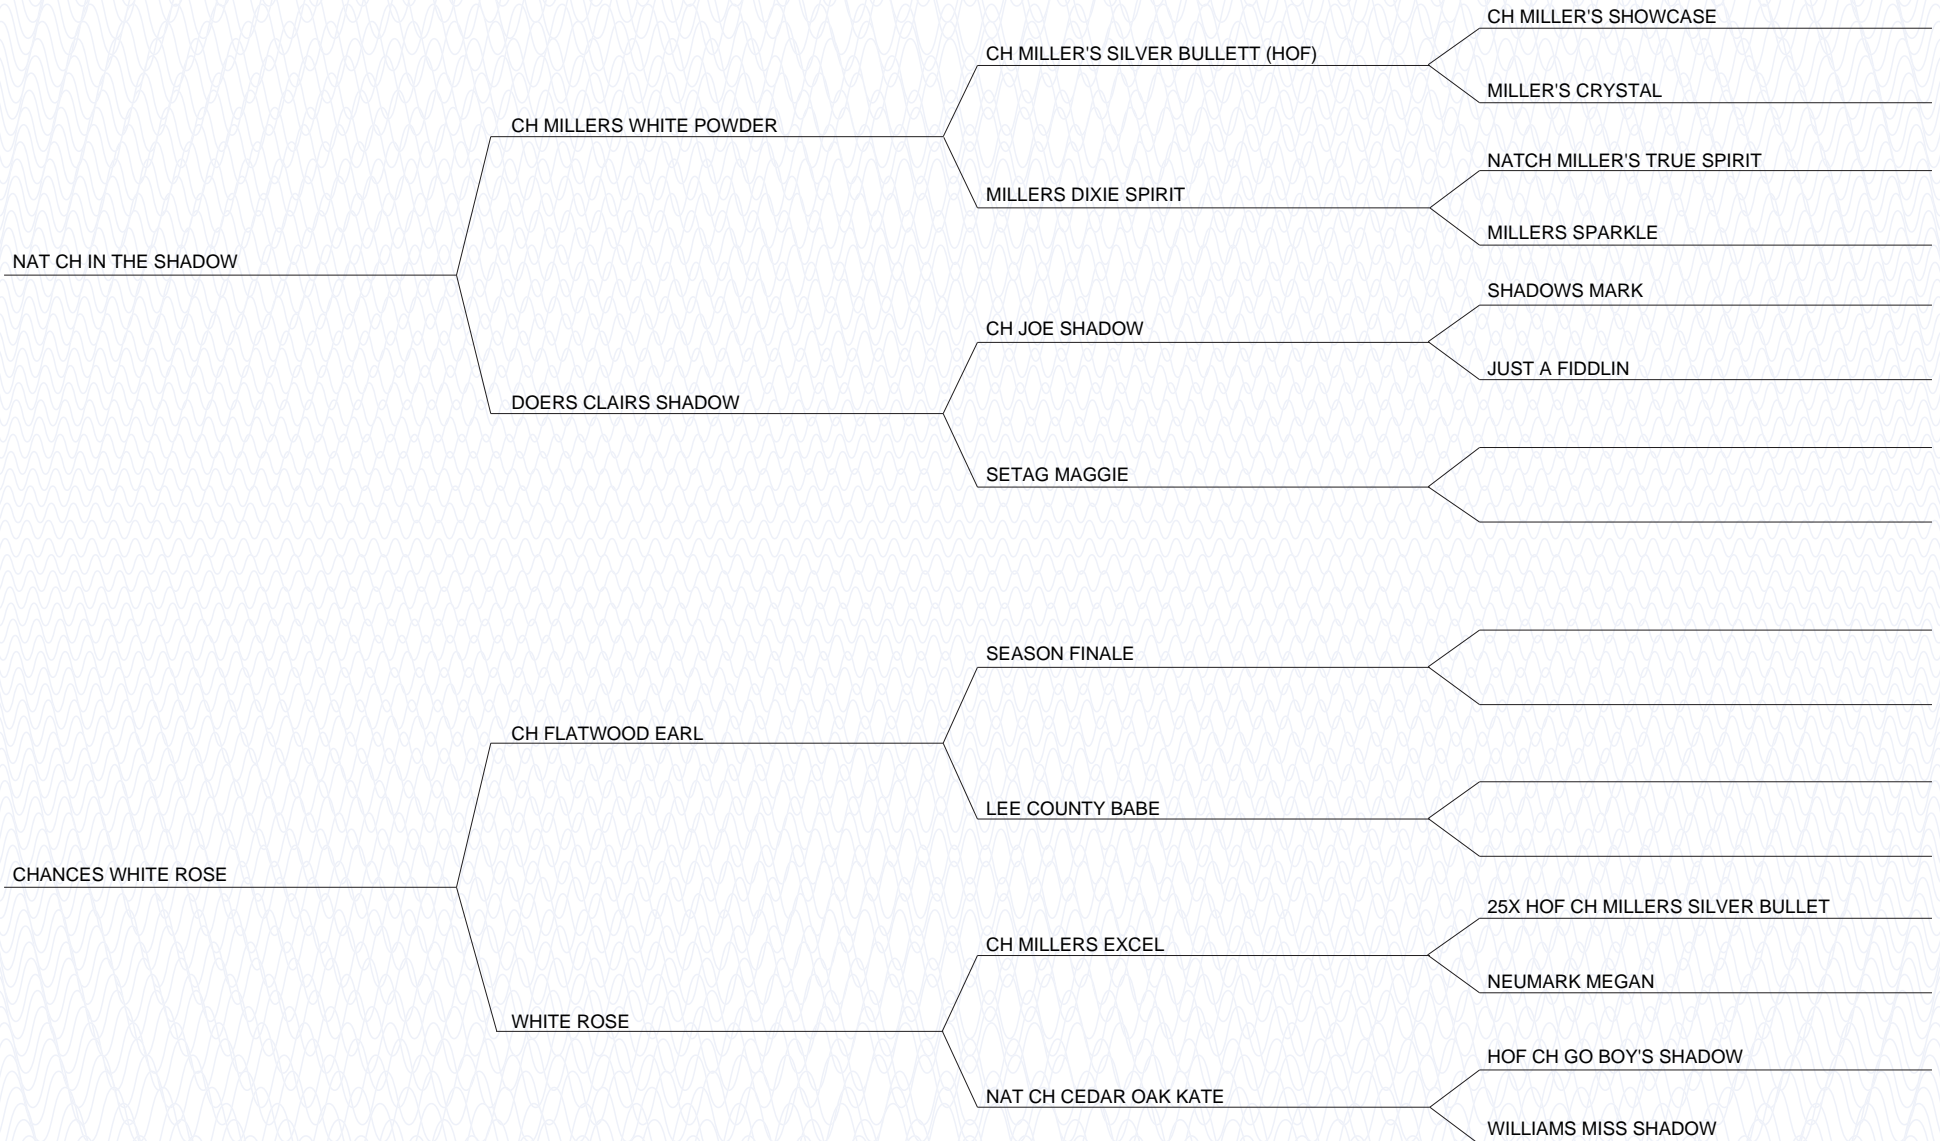 CH MILLER'S SHOWCASE
CH MILLER'S SILVER BULLETT (HOF)
MILLER'S CRYSTAL
CH MILLERS WHITE POWDER
NATCH MILLER'S TRUE SPIRIT
MILLERS DIXIE SPIRIT
MILLERS SPARKLE
NAT CH IN THE SHADOW
SHADOWS MARK
CH JOE SHADOW
JUST A FIDDLIN
DOERS CLAIRS SHADOW
SETAG MAGGIE
SEASON FINALE
CH FLATWOOD EARL
LEE COUNTY BABE
CHANCES WHITE ROSE
25X HOF CH MILLERS SILVER BULLET
CH MILLERS EXCEL
NEUMARK MEGAN
WHITE ROSE
HOF CH GO BOY'S SHADOW
NAT CH CEDAR OAK KATE
WILLIAMS MISS SHADOW